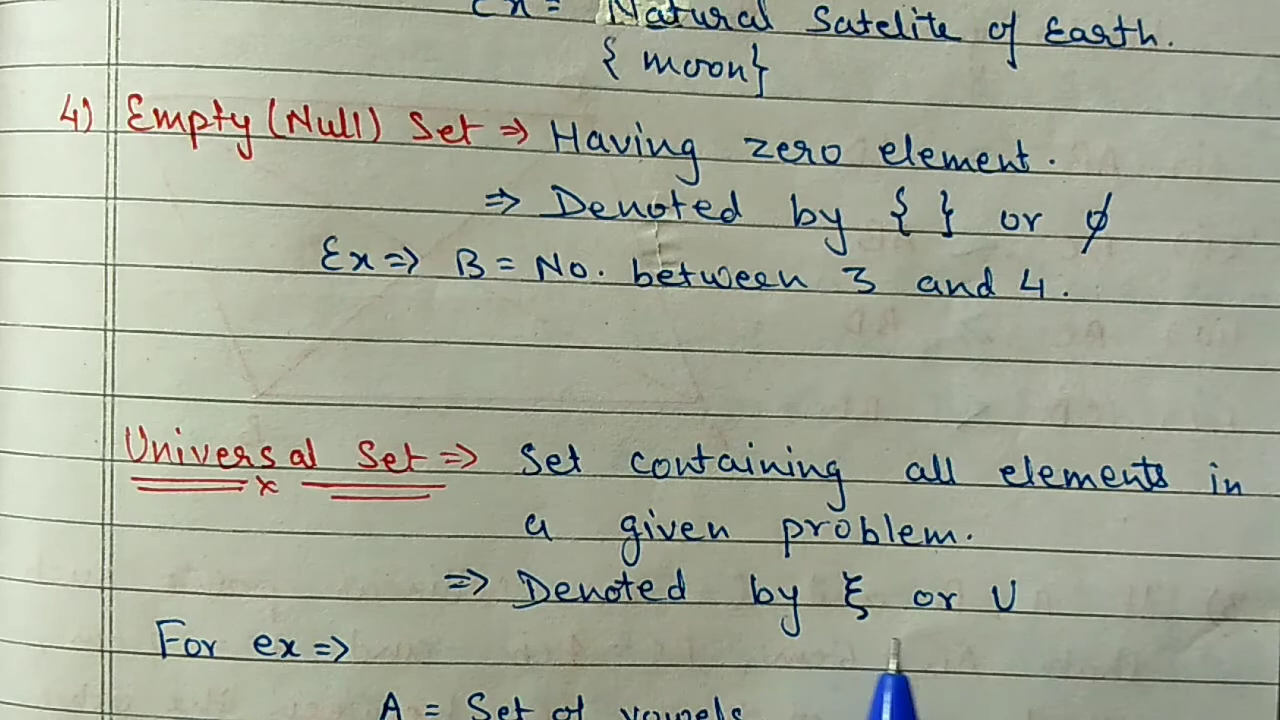 Ex = Natural Satelite of Earth.
{ moon}
4) Empty (Null) Set ⇒ Having zero element.
⇒ Denoted by { } or ϕ
Ex ⇒ B = No. between 3 and 4.
Universal Set ⇒ Set containing all elements in
a given problem.
⇒ Denoted by ξ or U
For ex ⇒
A = Set of vowels